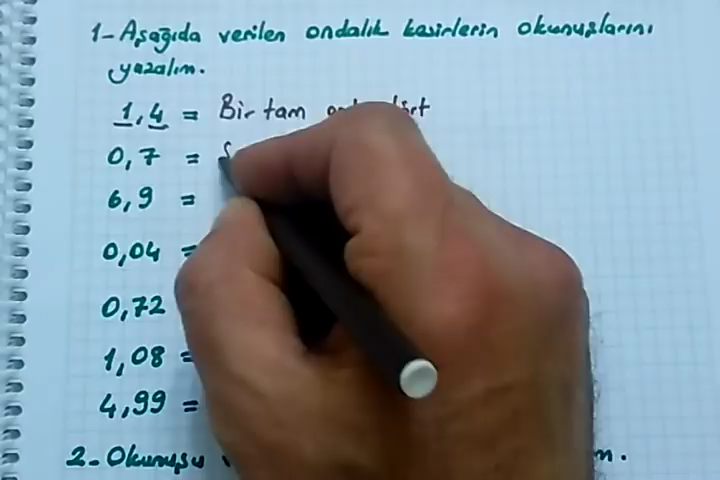 1- Aşağıda verilen ondalık kesirlerin okunuşlarını
yazalım.
1,4 = Bir tam
0,7 =
6,9 =
0,04 =
0,72
1,08 =
4,99 =
2- Okunuşu